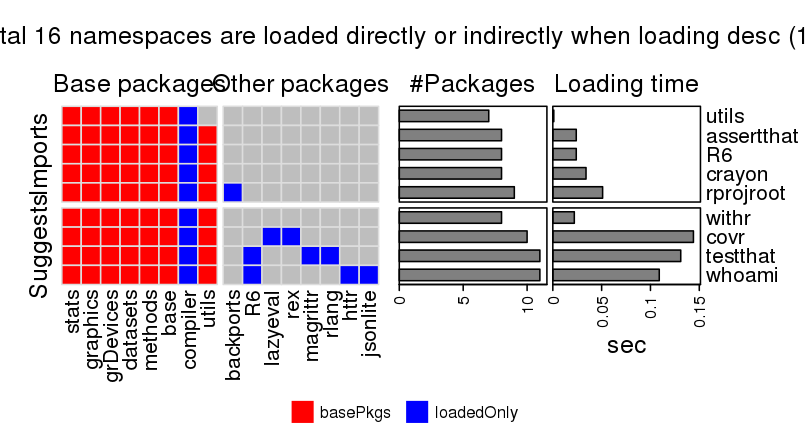 tal 16 namespaces are loaded directly or indirectly when loading desc (1
Base packages
Other packages
#Packages
Loading time
Imports
Suggests
utils
assertthat
R6
crayon
rprojroot
withr
covr
testthat
whoami
stats
graphics
grDevices
datasets
methods
base
compiler
utils
backports
R6
lazyeval
rex
magrittr
rlang
httr
jsonlite
0
5
10
0
0.05
0.1
0.15
sec
basePkgs
loadedOnly